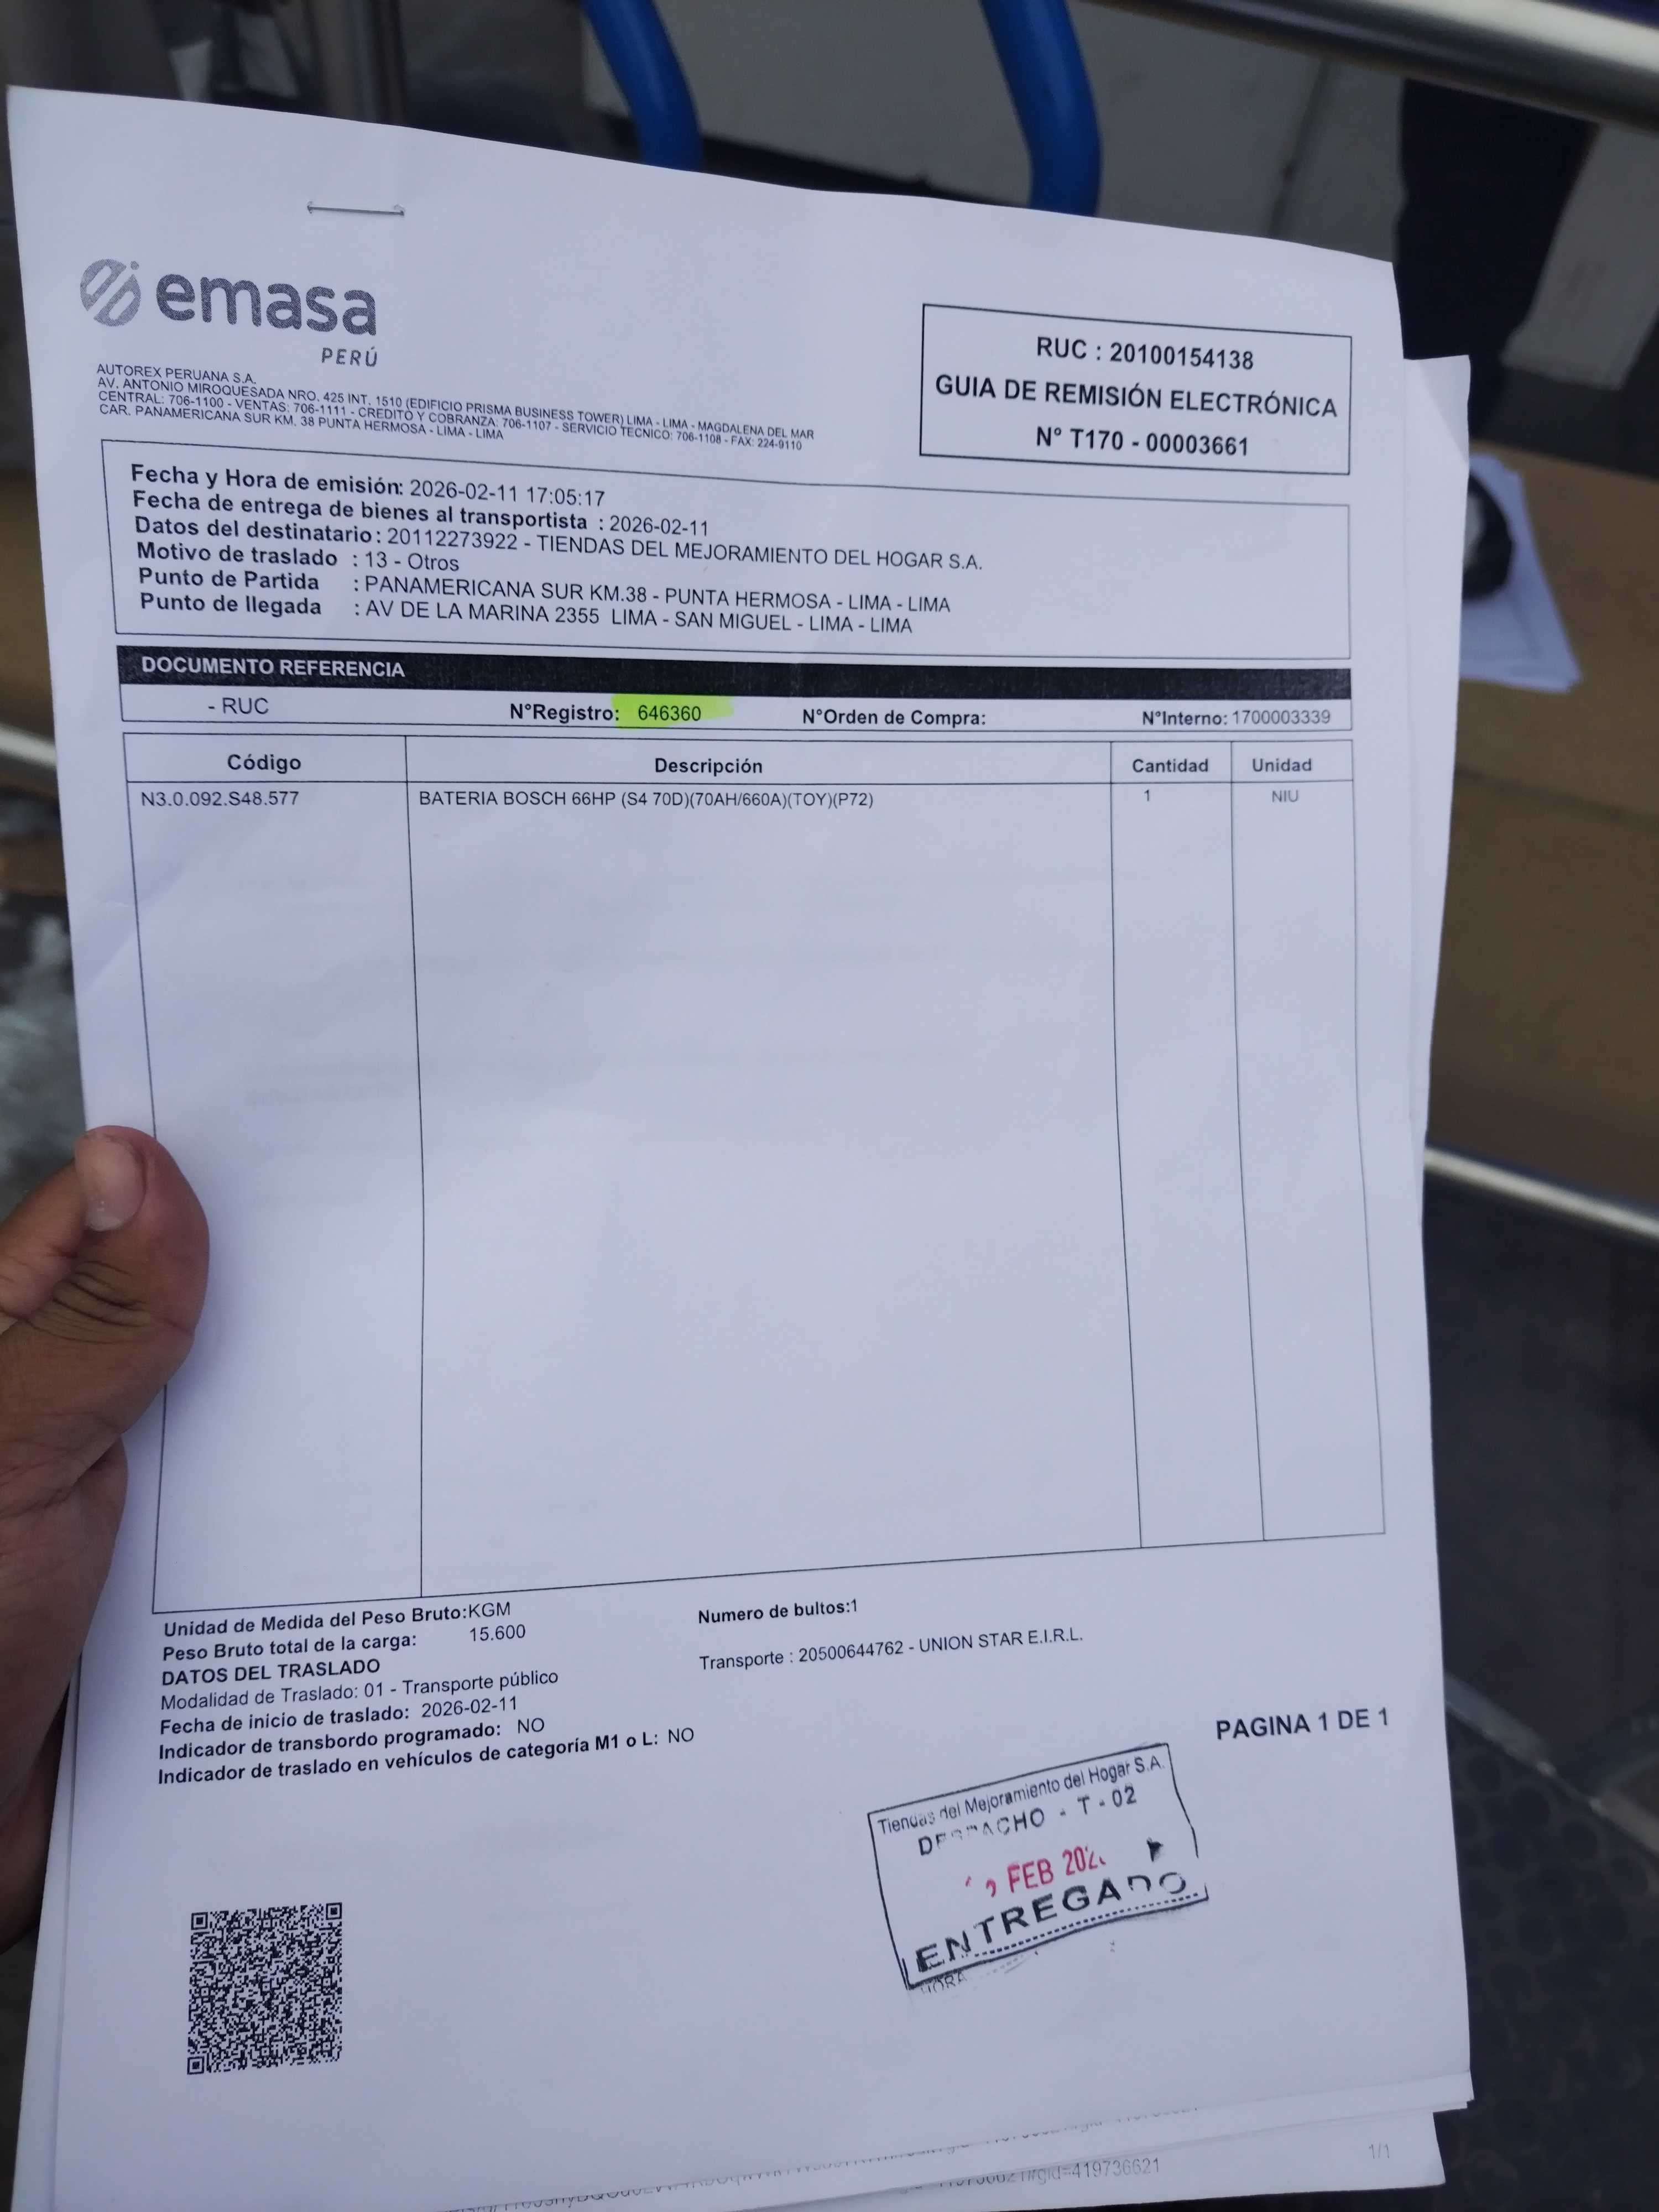 emasa
PERÚ
AUTOREX PERUANA S.A.
AV. ANTONIO MIROQUESADA NRO. 425 INT. 1510 (EDIFICIO PRISMA BUSINESS TOWER) LIMA - LIMA - MAGDALENA DEL MAR
CENTRAL: 706-1100 - VENTAS: 706-1111 - CREDITO Y COBRANZA: 706-1107 - SERVICIO TECNICO: 706-1108 - FAX: 224-9110
CAR. PANAMERICANA SUR KM. 38 PUNTA HERMOSA - LIMA - LIMA
RUC : 20100154138
GUIA DE REMISIÓN ELECTRÓNICA
Nº T170 - 00003661
Fecha y Hora de emisión: 2026-02-11 17:05:17
Fecha de entrega de bienes al transportista : 2026-02-11
Datos del destinatario : 20112273922 - TIENDAS DEL MEJORAMIENTO DEL HOGAR S.A.
Motivo de traslado : 13 - Otros
Punto de Partida : PANAMERICANA SUR KM.38 - PUNTA HERMOSA - LIMA - LIMA
Punto de llegada : AV DE LA MARINA 2355 LIMA - SAN MIGUEL - LIMA - LIMA
DOCUMENTO REFERENCIA
- RUC N°Registro: 646360 N°Orden de Compra: N°Interno: 1700003339
Código Descripción Cantidad Unidad
N3.0.092.S48.577 BATERIA BOSCH 66HP (S4 70D)(70AH/660A)(TOY)(P72) 1 NIU
Unidad de Medida del Peso Bruto:KGM
Peso Bruto total de la carga: 15.600
DATOS DEL TRASLADO
Modalidad de Traslado: 01 - Transporte público
Fecha de inicio de traslado: 2026-02-11
Indicador de transbordo programado: NO
Indicador de traslado en vehículos de categoría M1 o L: NO
Numero de bultos:1
Transporte : 20500644762 - UNION STAR E.I.R.L.
PAGINA 1 DE 1
Tiendas del Mejoramiento del Hogar S.A.
DESPACHO - T - 02
FEB
ENTREGADO
HORA
1/1
=419736621